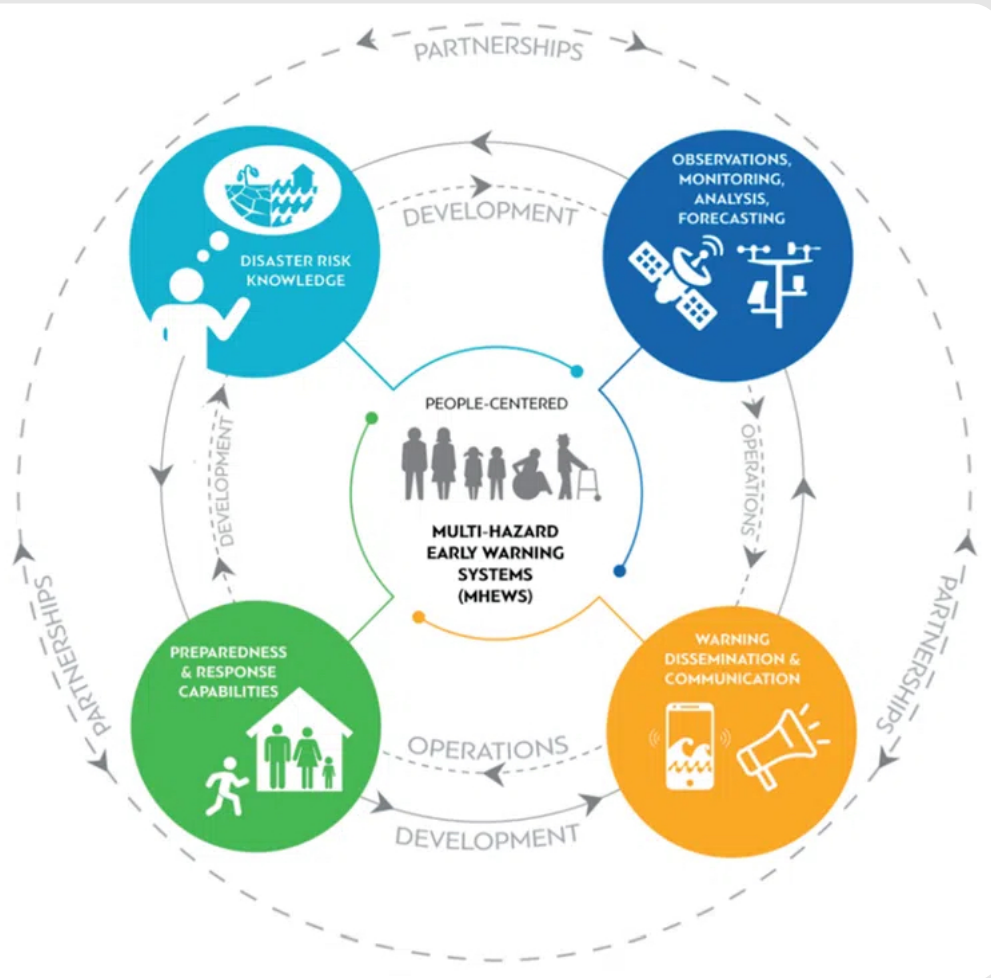 PARTNERSHIPS
DEVELOPMENT
DISASTER RISK
KNOWLEDGE
OBSERVATIONS,
MONITORING,
ANALYSIS,
FORECASTING
DEVELOPMENT
OPERATIONS
PEOPLE-CENTERED
MULTI-HAZARD
EARLY WARNING
SYSTEMS
(MHEWS)
PARTNERSHIPS
PARTNERSHIPS
PREPAREDNESS
& RESPONSE
CAPABILITIES
WARNING
DISSEMINATION &
COMMUNICATION
OPERATIONS
DEVELOPMENT